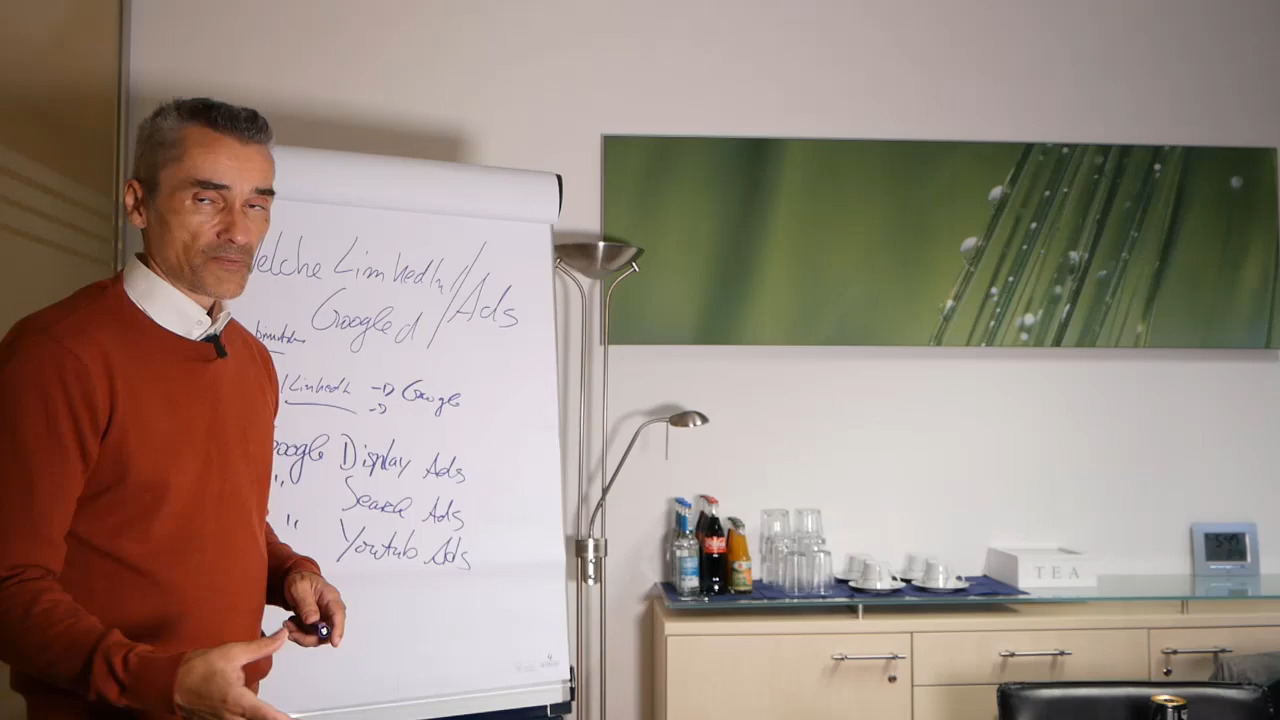 elche LinkedIn/Ads
Google d
LinkedIn → Google
→
oogle Display Ads
" Search Ads
" Youtub Ads
TEA